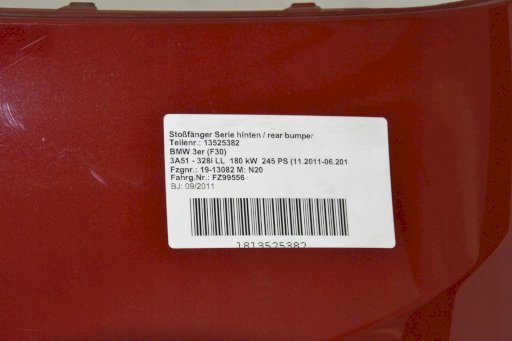 Stoßfänger Serie hinten / rear bumper
Teilenr.: 13525382
BMW 3er (F30)
3A51 - 328i LL 180 kW 245 PS (11.2011-06.201
Fzgnr.: 19-13082 M: N20
Fahrg.Nr.: FZ99556
BJ: 09/2011
1813525382